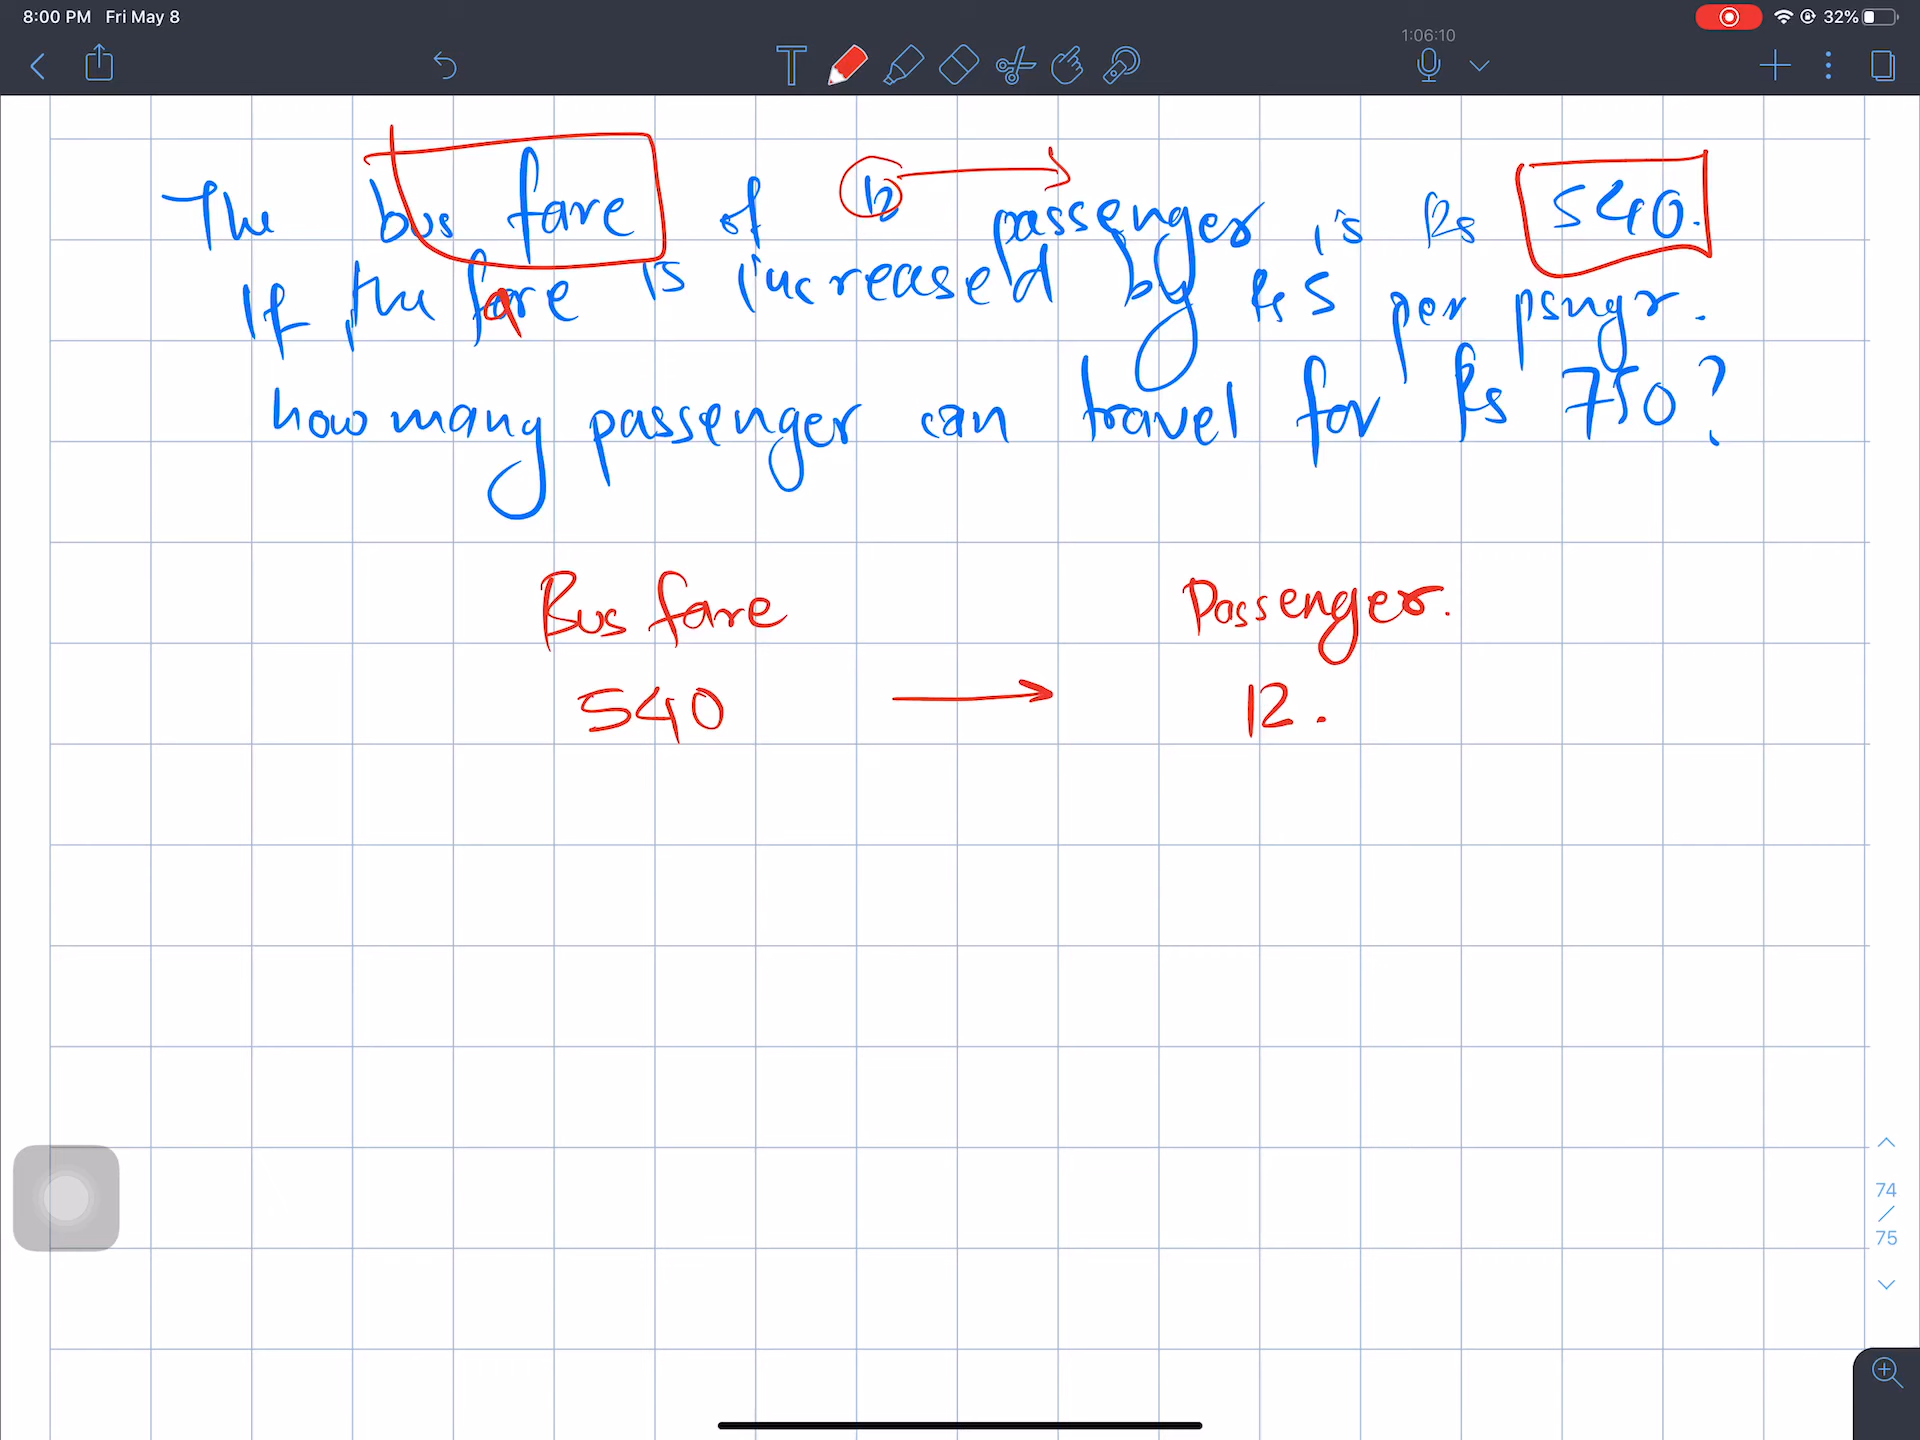 8:00 PM Fri May 8
32%
1:06:10
The bus fare of 12 passenger is Rs 540.
If the fare is increased by Rs 5 per psngr.
how many passenger can travel for Rs 750?
Bus fare Passenger.
540 → 12.
74
/
75